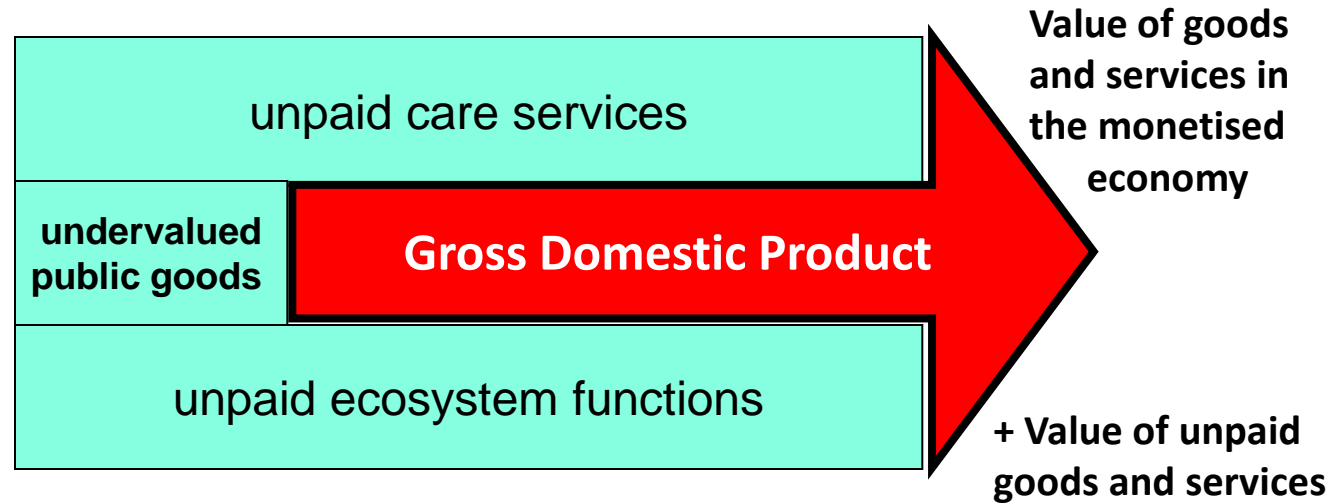 Value of goods
and services in
the monetised
economy
unpaid care services
undervalued
public goods
Gross Domestic Product
unpaid ecosystem functions
+ Value of unpaid
goods and services